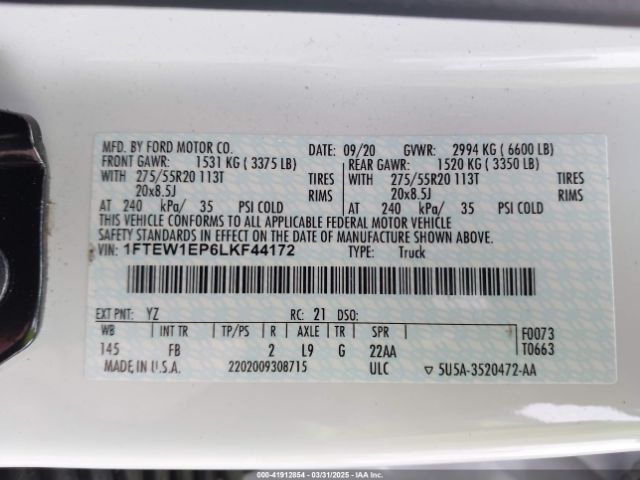 MFD. BY FORD MOTOR CO. DATE: 09/20 GVWR: 2994 KG ( 6600 LB)
FRONT GAWR: 1531 KG ( 3375 LB) REAR GAWR: 1520 KG ( 3350 LB)
WITH 275/55R20 113T TIRES WITH 275/55R20 113T TIRES
20x8.5J RIMS 20x8.5J RIMS
AT 240 kPa/ 35 PSI COLD AT 240 kPa/ 35 PSI COLD
THIS VEHICLE CONFORMS TO ALL APPLICABLE FEDERAL MOTOR VEHICLE
SAFETY STANDARDS IN EFFECT ON THE DATE OF MANUFACTURE SHOWN ABOVE.
VIN: 1FTEW1EP6LKF44172 TYPE: Truck
EXT PNT: YZ RC: 21 DSO:
WB INT TR TP/PS R AXLE TR SPR F0073
145 FB 2 L9 G 22AA T0663
MADE IN U.S.A. 2202009308715 ULC ▽ 5U5A-3520472-AA
000-41912854 - 03/31/2025 - IAAI.COM